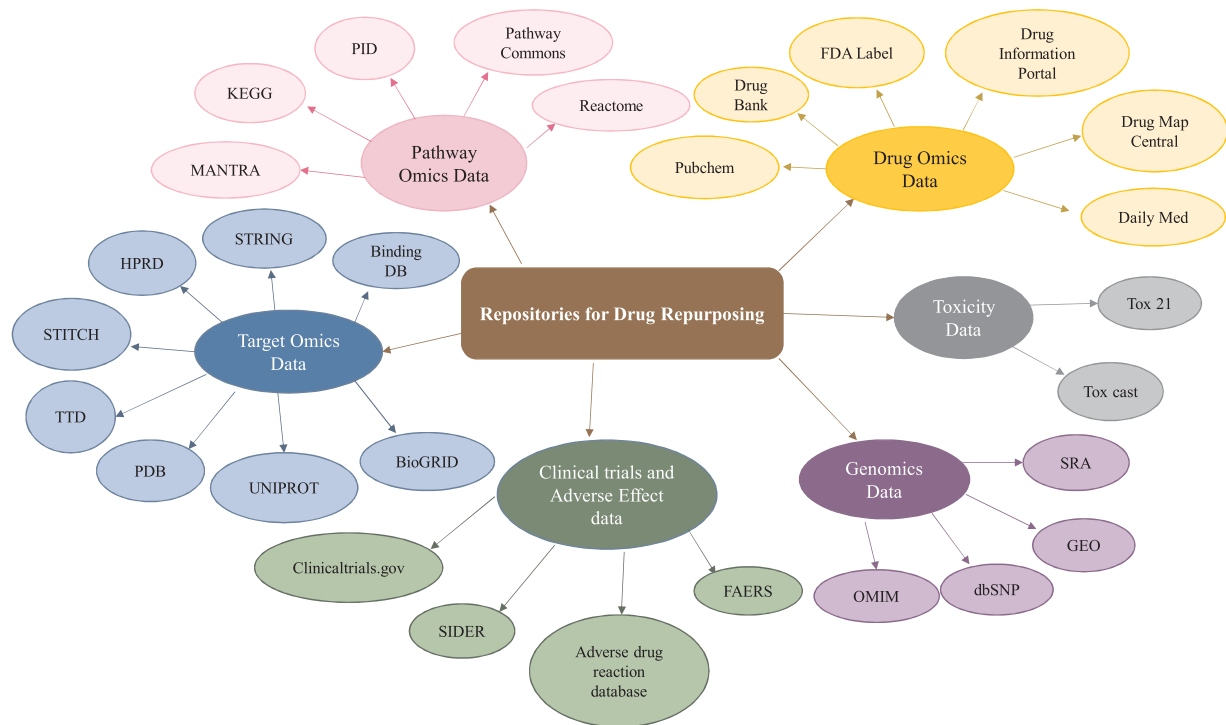 PID
Pathway
Commons
KEGG
Reactome
MANTRA
Pathway
Omics Data
FDA Label
Drug
Information
Portal
Drug
Bank
Drug Map
Central
Pubchem
Drug Omics
Data
Daily Med
STRING
Binding
DB
HPRD
STITCH
Target Omics
Data
TTD
PDB
UNIPROT
BioGRID
Repositories for Drug Repurposing
Toxicity
Data
Tox 21
Tox cast
Clinical trials and
Adverse Effect
data
Clinicaltrials.gov
SIDER
Adverse drug
reaction
database
FAERS
Genomics
Data
SRA
GEO
dbSNP
OMIM